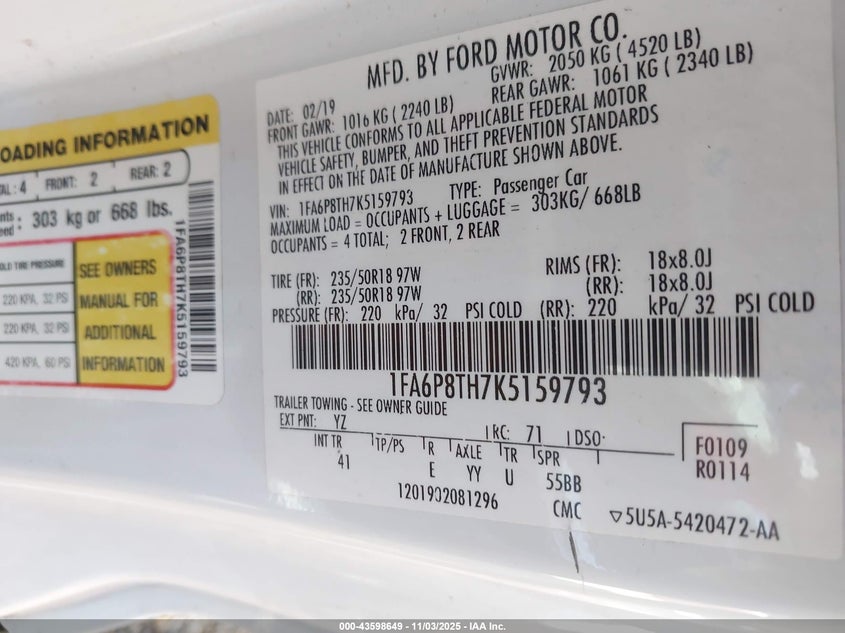 OADING INFORMATION
AL: 4 FRONT: 2 REAR: 2
303 kg or 668 lbs.
OLD TIRE PRESSURE
220 KPA, 32 PSI
220 KPA, 32 PSI
420 KPA, 60 PSI
SEE OWNERS
MANUAL FOR
ADDITIONAL
INFORMATION
1FA6P8TH7K5159793
MFD. BY FORD MOTOR CO.
DATE: 02/19 GVWR: 2050 KG ( 4520 LB)
FRONT GAWR: 1016 KG ( 2240 LB) REAR GAWR: 1061 KG ( 2340 LB)
THIS VEHICLE CONFORMS TO ALL APPLICABLE FEDERAL MOTOR
VEHICLE SAFETY, BUMPER, AND THEFT PREVENTION STANDARDS
IN EFFECT ON THE DATE OF MANUFACTURE SHOWN ABOVE.
VIN: 1FA6P8TH7K5159793 TYPE: Passenger Car
MAXIMUM LOAD = OCCUPANTS + LUGGAGE = 303KG/ 668LB
OCCUPANTS = 4 TOTAL; 2 FRONT, 2 REAR
TIRE (FR): 235/50R18 97W RIMS (FR): 18x8.0J
(RR): 235/50R18 97W (RR): 18x8.0J
PRESSURE (FR): 220 kPa/ 32 PSI COLD (RR): 220 kPa/ 32 PSI COLD
1FA6P8TH7K5159793
TRAILER TOWING - SEE OWNER GUIDE
EXT PNT: YZ RC: 71 DSO:
INT TR TP/PS R AXLE TR SPR
41 E YY U 55BB
F0109
R0114
1201902081296 CMC ▽5U5A-5420472-AA
000-43598649 - 11/03/2025 - IAA Inc.